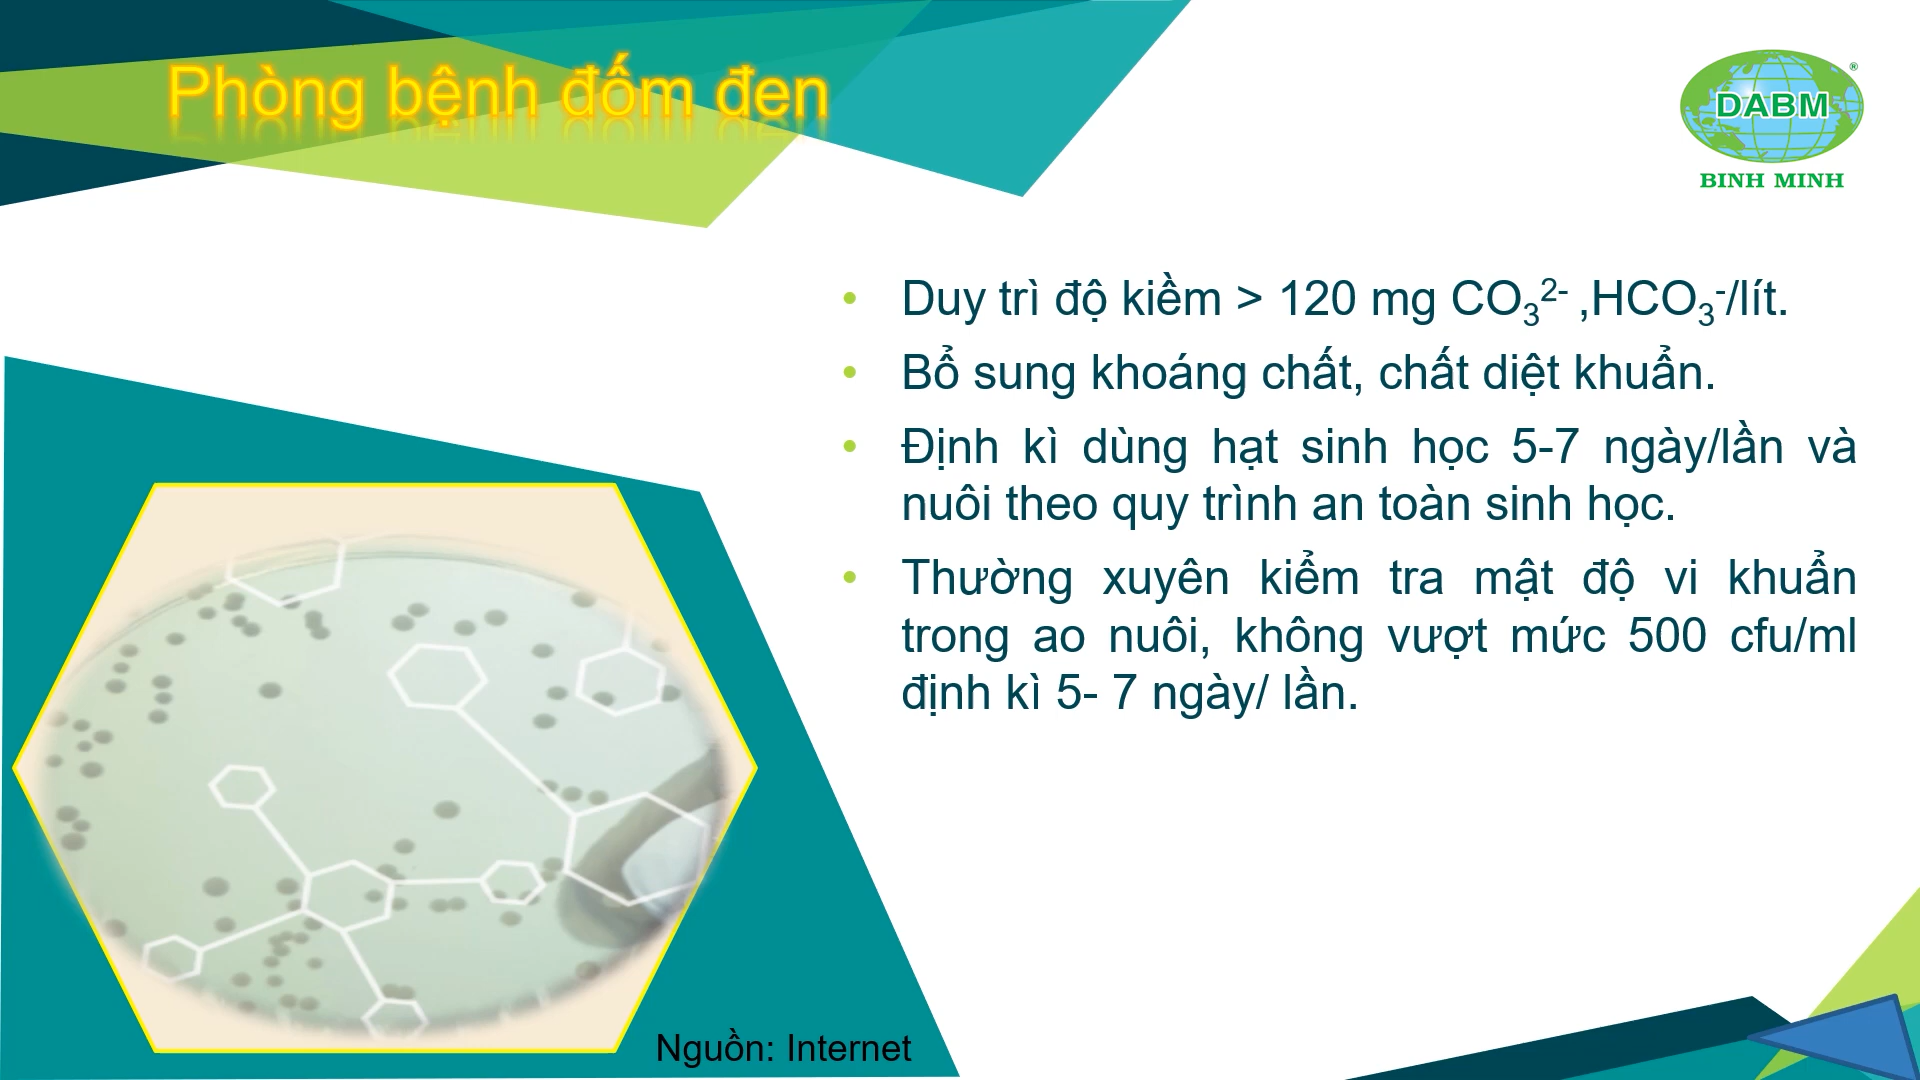 Phòng bệnh đốm đen
DABM
®
BINH MINH
• Duy trì độ kiềm > 120 mg CO₃²⁻ ,HCO₃⁻/lít.
• Bổ sung khoáng chất, chất diệt khuẩn.
• Định kì dùng hạt sinh học 5-7 ngày/lần và
nuôi theo quy trình an toàn sinh học.
• Thường xuyên kiểm tra mật độ vi khuẩn
trong ao nuôi, không vượt mức 500 cfu/ml
định kì 5- 7 ngày/ lần.
Nguồn: Internet